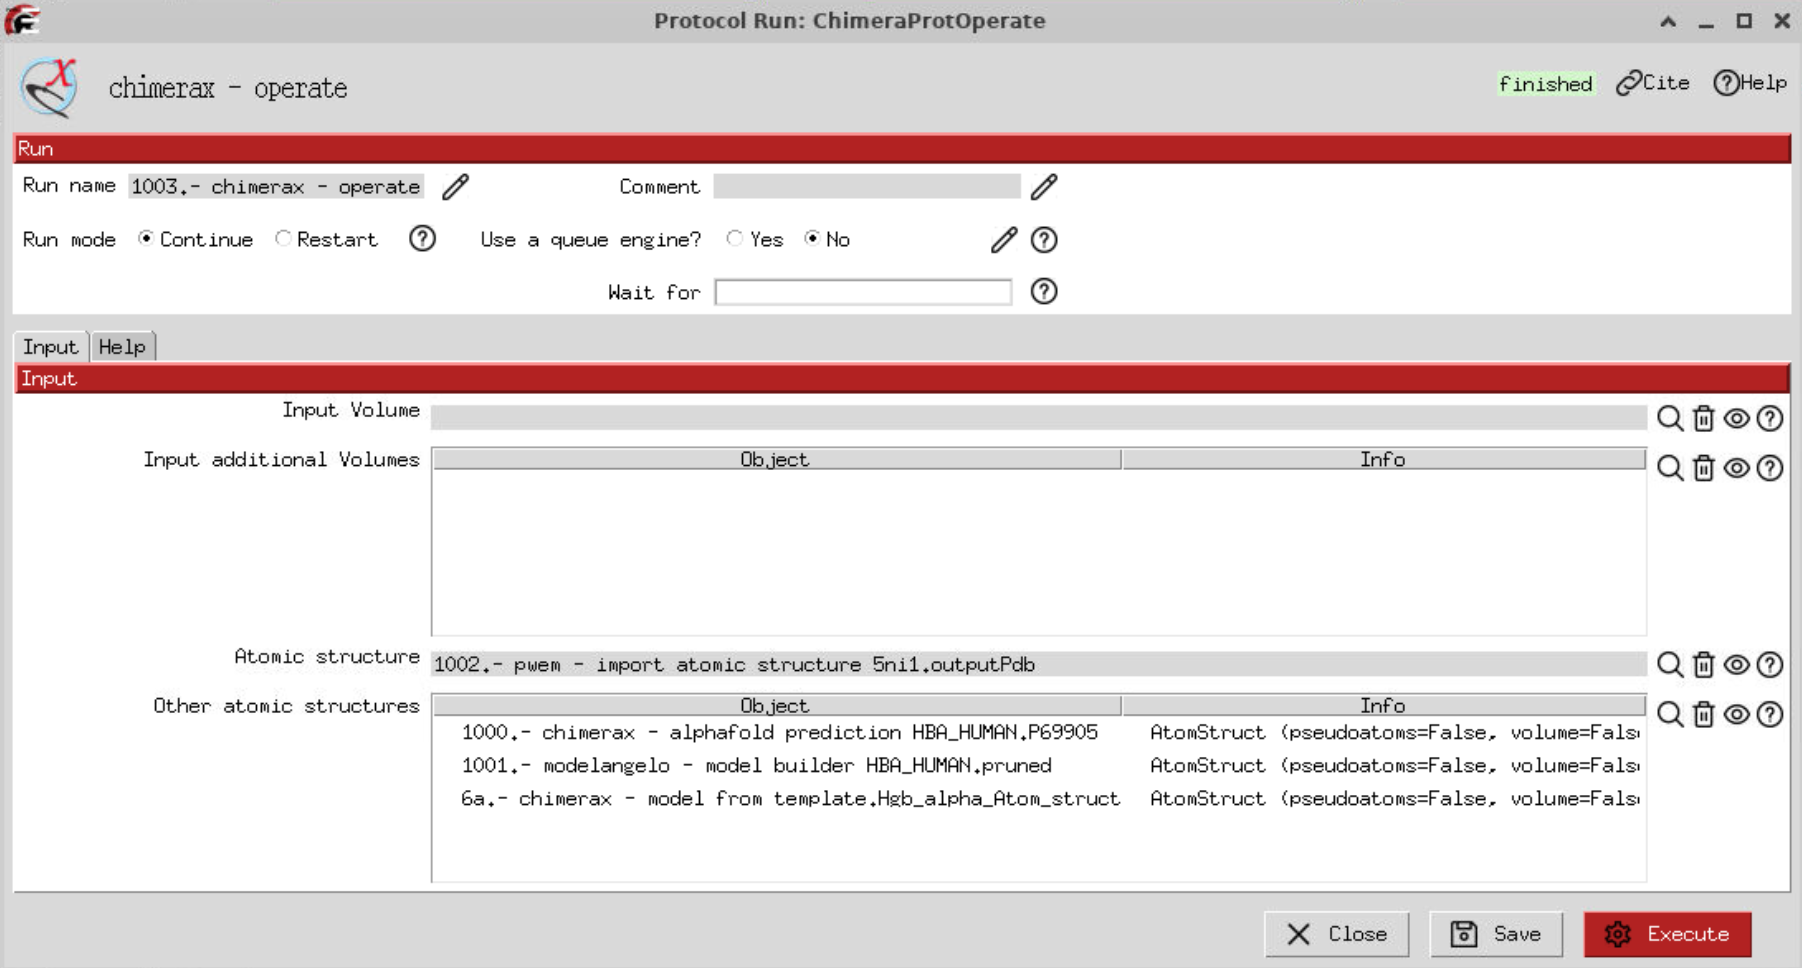 Protocol Run: ChimeraProtOperate
chimerax - operate
finished Cite Help
Run
Run name 1003.- chimerax - operate Comment
Run mode Continue Restart Use a queue engine? Yes No
Wait for
Input Help
Input
Input Volume
Input additional Volumes Object Info
Atomic structure 1002.- pwem - import atomic structure 5ni1.outputPdb
Other atomic structures Object Info
1000.- chimerax - alphafold prediction HBA_HUMAN.P69905 AtomStruct (pseudoatoms=False, volume=Fals
1001.- modelangelo - model builder HBA_HUMAN.pruned AtomStruct (pseudoatoms=False, volume=Fals
6a.- chimerax - model from template.Hgb_alpha_Atom_struct AtomStruct (pseudoatoms=False, volume=Fals
Close Save Execute